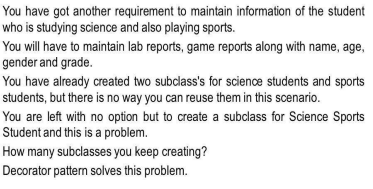 You have got another requirement to maintain information of the student
who is studying science and also playing sports.
You will have to maintain lab reports, game reports along with name, age,
gender and grade.
You have already created two subclass's for science students and sports
students, but there is no way you can reuse them in this scenario.
You are left with no option but to create a subclass for Science Sports
Student and this is a problem.
How many subclasses you keep creating?
Decorator pattern solves this problem.